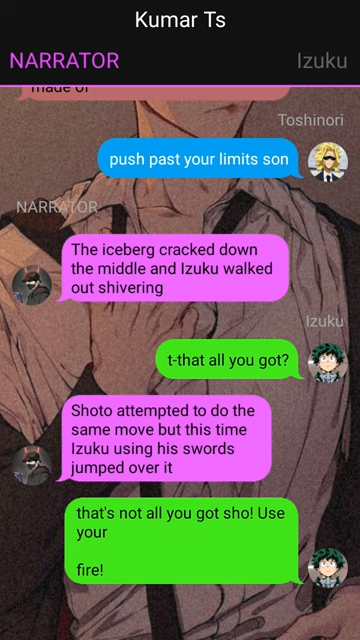 Kumar Ts
NARRATOR
Izuku
made of
Toshinori
push past your limits son
NARRATOR
The iceberg cracked down
the middle and Izuku walked
out shivering
Izuku
t-that all you got?
Shoto attempted to do the
same move but this time
Izuku using his swords
jumped over it
that's not all you got sho! Use
your
fire!